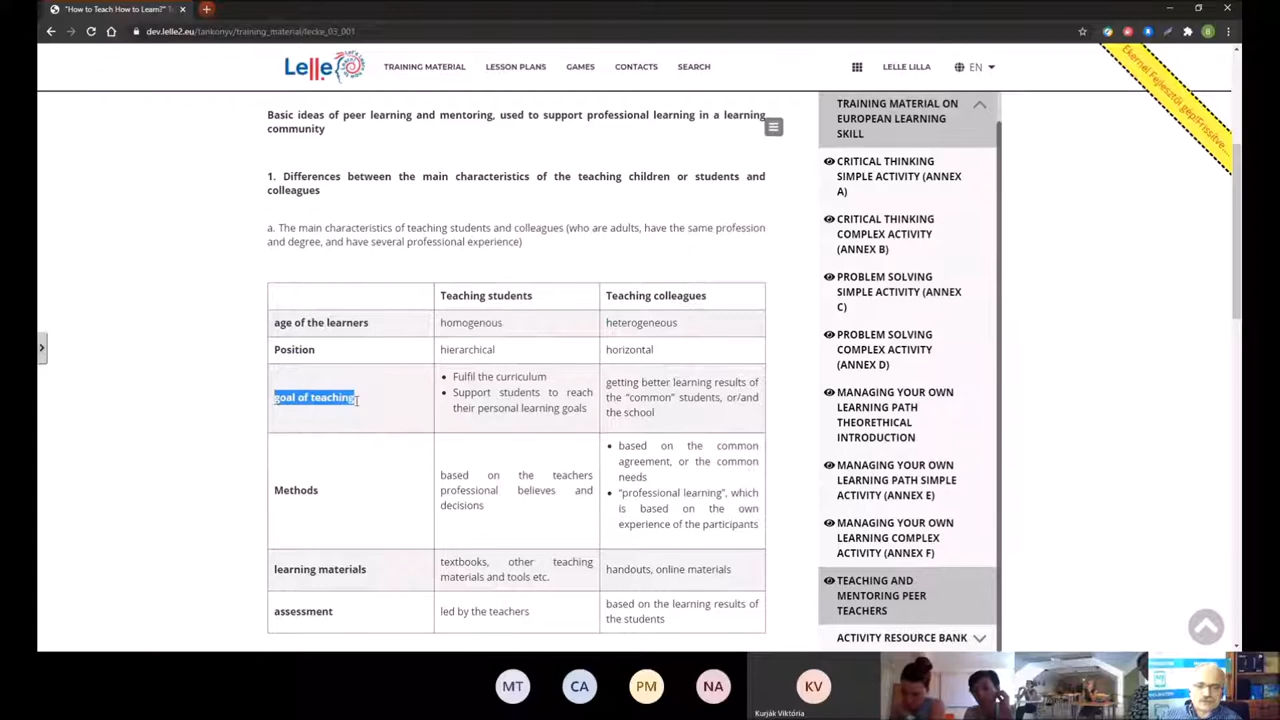 "How to Teach How to Learn?" T
dev.lelle2.eu/tankonyv/training_material/lecke_03_001
Lelle
TRAINING MATERIAL
LESSON PLANS
GAMES
CONTACTS
SEARCH
LELLE LILLA
EN
Basic ideas of peer learning and mentoring, used to support professional learning in a learning
community
1. Differences between the main characteristics of the teaching children or students and
colleagues
a. The main characteristics of teaching students and colleagues (who are adults, have the same profession
and degree, and have several professional experience)
Teaching students
Teaching colleagues
age of the learners
homogenous
heterogeneous
Position
hierarchical
horizontal
goal of teaching
• Fulfil the curriculum
• Support students to reach
their personal learning goals
getting better learning results of
the "common" students, or/and
the school
Methods
based on the teachers
professional believes and
decisions
• based on the common
agreement, or the common
needs
• "professional learning", which
is based on the own
experience of the participants
learning materials
textbooks, other teaching
materials and tools etc.
handouts, online materials
assessment
led by the teachers
based on the learning results of
the students
TRAINING MATERIAL ON
EUROPEAN LEARNING
SKILL
CRITICAL THINKING
SIMPLE ACTIVITY (ANNEX
A)
CRITICAL THINKING
COMPLEX ACTIVITY
(ANNEX B)
PROBLEM SOLVING
SIMPLE ACTIVITY (ANNEX
C)
PROBLEM SOLVING
COMPLEX ACTIVITY
(ANNEX D)
MANAGING YOUR OWN
LEARNING PATH
THEORETHICAL
INTRODUCTION
MANAGING YOUR OWN
LEARNING PATH SIMPLE
ACTIVITY (ANNEX E)
MANAGING YOUR OWN
LEARNING COMPLEX
ACTIVITY (ANNEX F)
TEACHING AND
MENTORING PEER
TEACHERS
ACTIVITY RESOURCE BANK
MT
CA
PM
NA
KV
Kurják Viktória